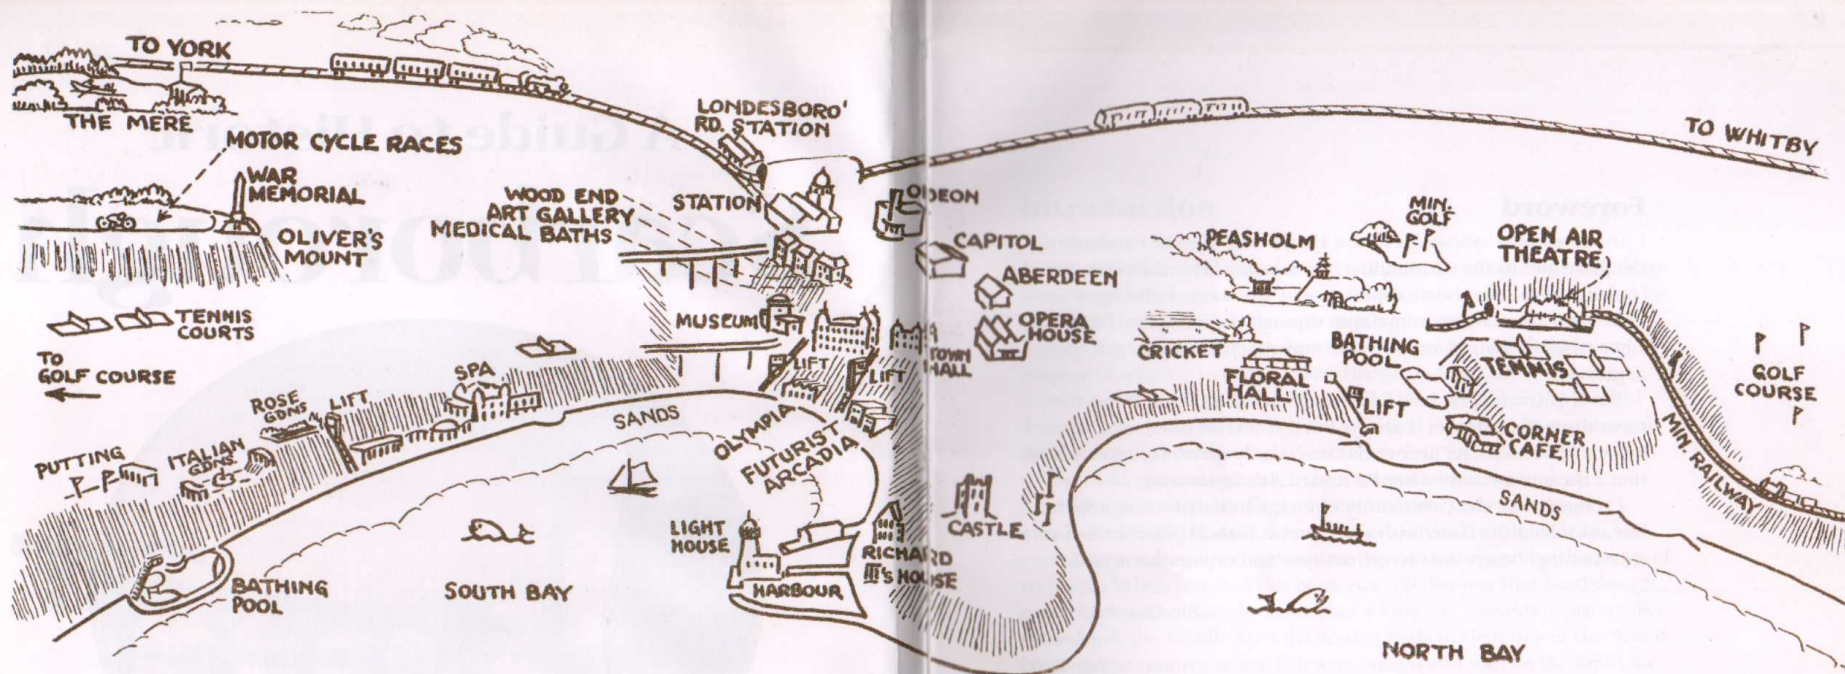 TO YORK
THE MERE
MOTOR CYCLE RACES
WAR
MEMORIAL
OLIVER'S
MOUNT
LONDESBORO'
RD. STATION
WOOD END
ART GALLERY
MEDICAL BATHS
STATION
ODEON
CAPITOL
ABERDEEN
OPERA
HOUSE
TO WHITBY
PEASHOLM
MIN.
GOLF
OPEN AIR
THEATRE
TENNIS
COURTS
TO
GOLF COURSE
MUSEUM
LIFT
LIFT
TOWN
HALL
CRICKET
BATHING
POOL
TENNIS
GOLF
COURSE
SPA
ROSE
GDNS
LIFT
SANDS
OLYMPIA
FUTURIST
ARCADIA
FLORAL
HALL
LIFT
CORNER
CAFE
MIN. RAILWAY
PUTTING
ITALIAN
GDNS
BATHING
POOL
SOUTH BAY
LIGHT
HOUSE
HARBOUR
RICHARD
III's HOUSE
CASTLE
SANDS
NORTH BAY